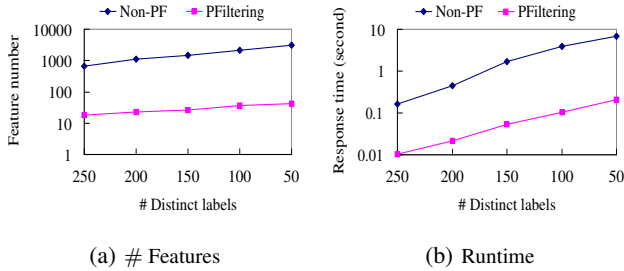 Non-PF PFiltering
Feature number
10000
1000
100
10
1
250 200 150 100 50
# Distinct labels
(a) # Features
Non-PF PFiltering
Response time (second)
10
1
0.1
0.01
250 200 150 100 50
# Distinct labels
(b) Runtime